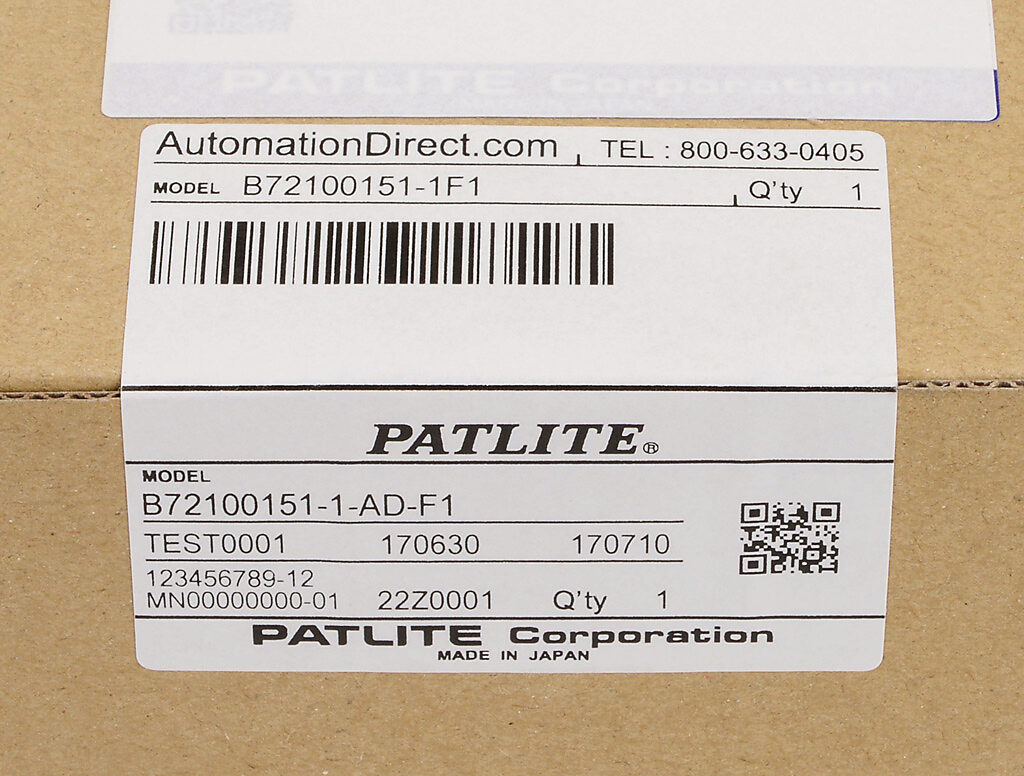 PATLITE Corporation
AutomationDirect.com TEL : 800-633-0405
MODEL B72100151-1F1 Q'ty 1
PATLITE®
MODEL
B72100151-1-AD-F1
TEST0001 170630 170710
123456789-12
MN00000000-01 22Z0001 Q'ty 1
PATLITE Corporation
MADE IN JAPAN